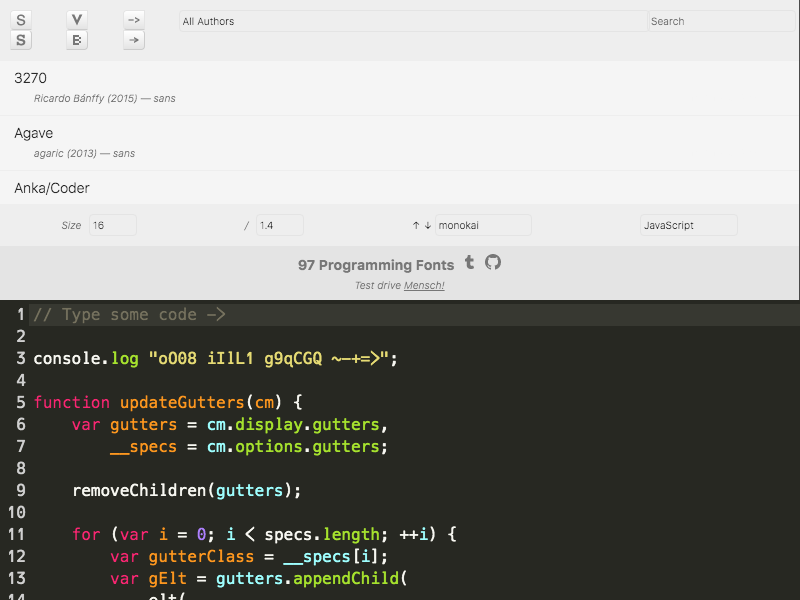 S V -> All Authors Search
S B →
3270
Ricardo Bánffy (2015) — sans
Agave
agaric (2013) — sans
Anka/Coder
Size 16 / 1.4 ↑ ↓ monokai JavaScript
97 Programming Fonts t
Test drive Mensch!
1 // Type some code ->
2
3 console.log "oO08 iIlL1 g9qCGQ ~-+=>";
4
5 function updateGutters(cm) {
6 var gutters = cm.display.gutters,
7 __specs = cm.options.gutters;
8
9 removeChildren(gutters);
10
11 for (var i = 0; i < specs.length; ++i) {
12 var gutterClass = __specs[i];
13 var gElt = gutters.appendChild(
14 elt(